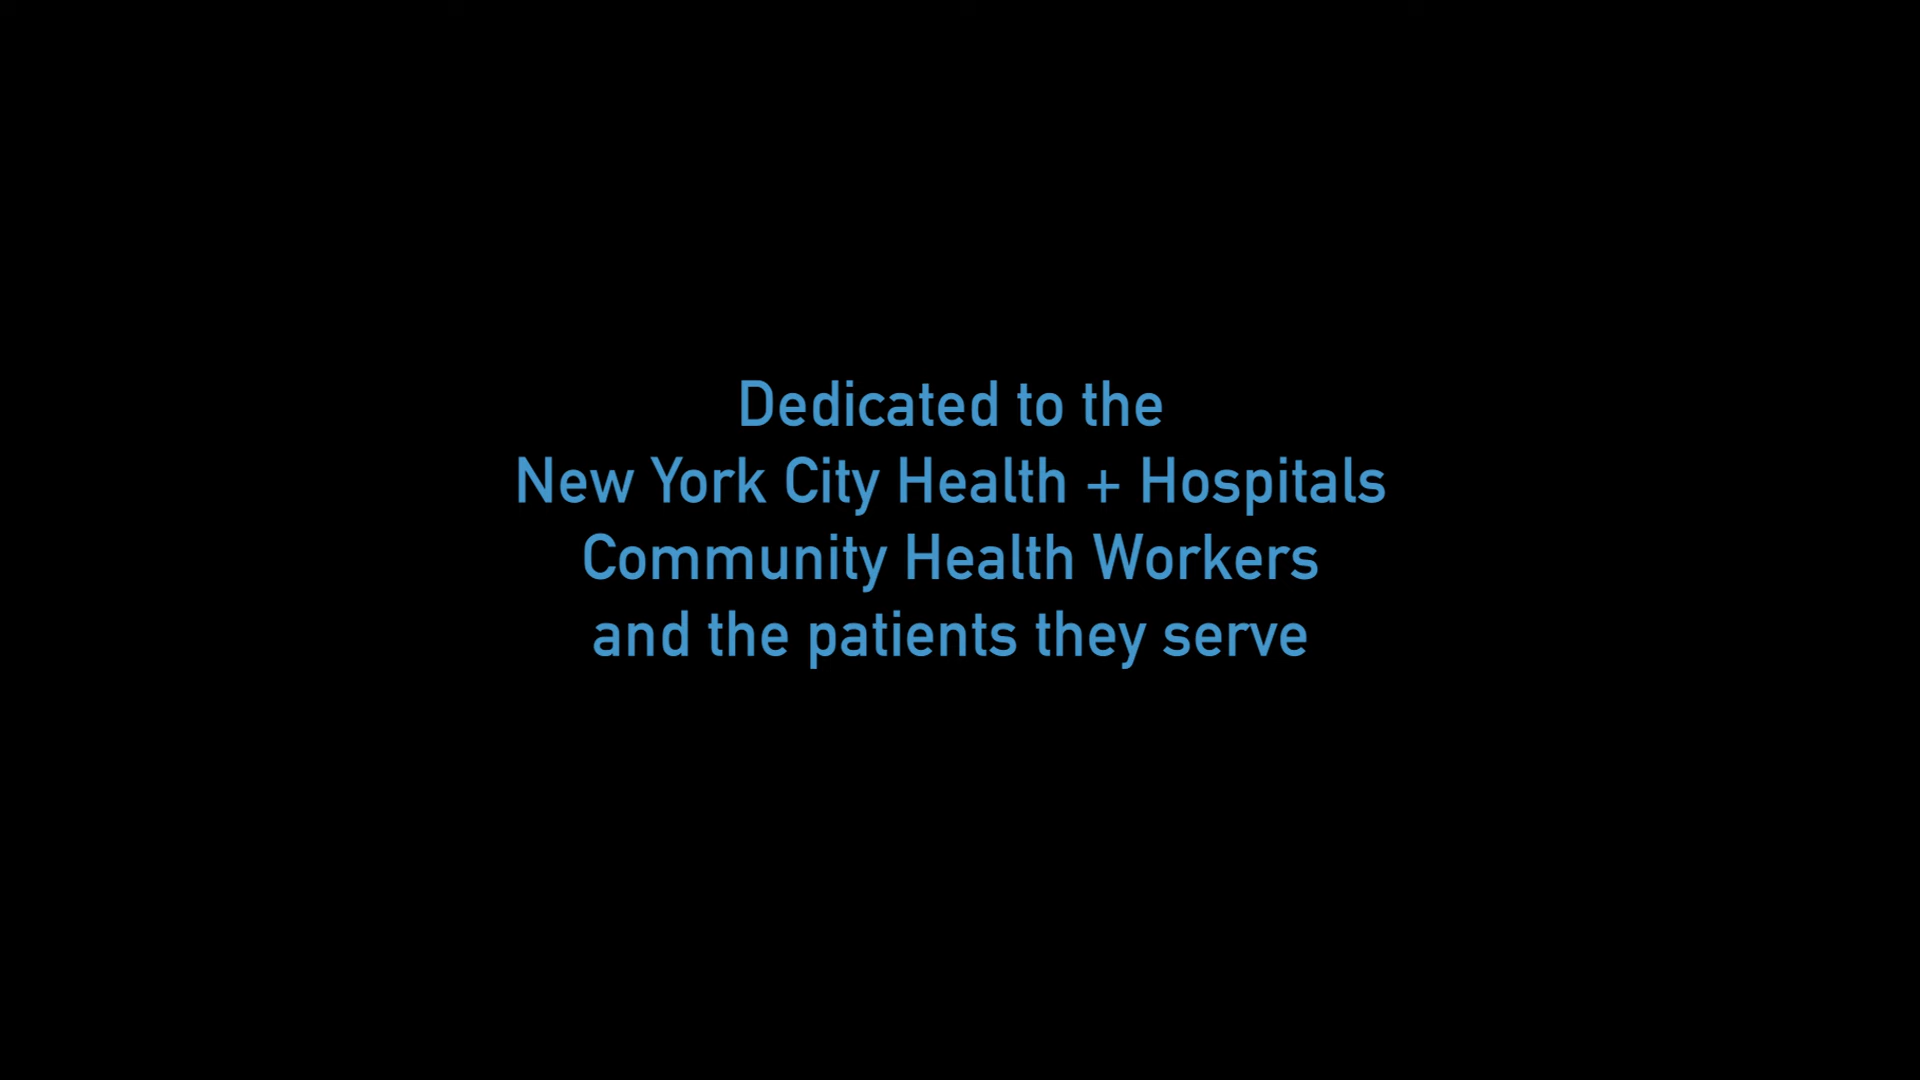 Dedicated to the
New York City Health + Hospitals
Community Health Workers
and the patients they serve